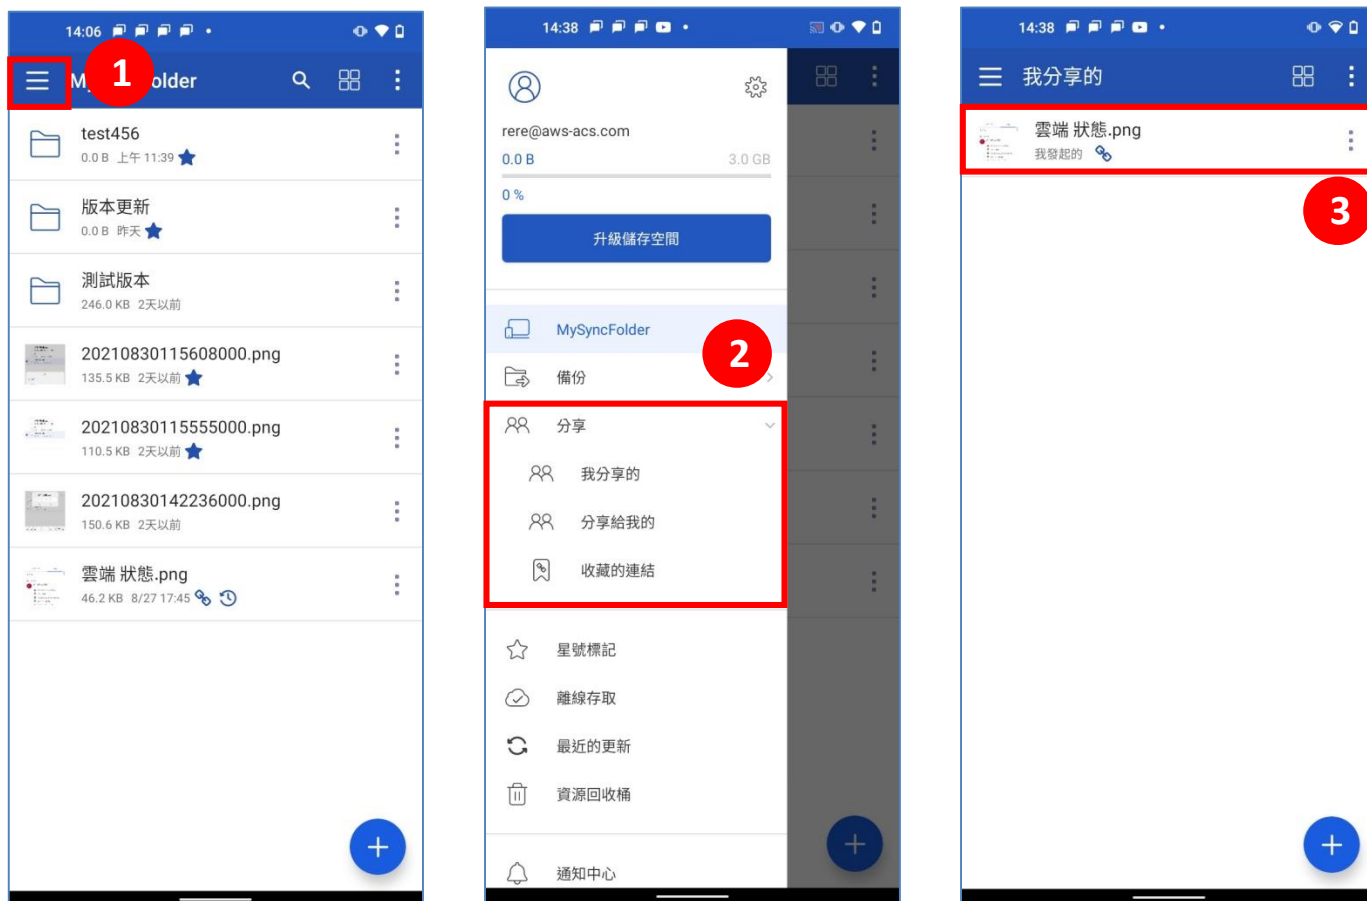 14:06
1
My
older
test456
0.0 B 上午 11:39
版本更新
0.0 B 昨天
測試版本
246.0 KB 2天以前
20210830115608000.png
135.5 KB 2天以前
20210830115555000.png
110.5 KB 2天以前
20210830142236000.png
150.6 KB 2天以前
雲端 狀態.png
46.2 KB 8/27 17:45
14:38
rere@aws-acs.com
0.0 B 3.0 GB
0 %
升級儲存空間
MySyncFolder
2
備份
分享
我分享的
分享給我的
收藏的連結
星號標記
離線存取
最近的更新
資源回收桶
通知中心
14:38
我分享的
雲端 狀態.png
我發起的
3